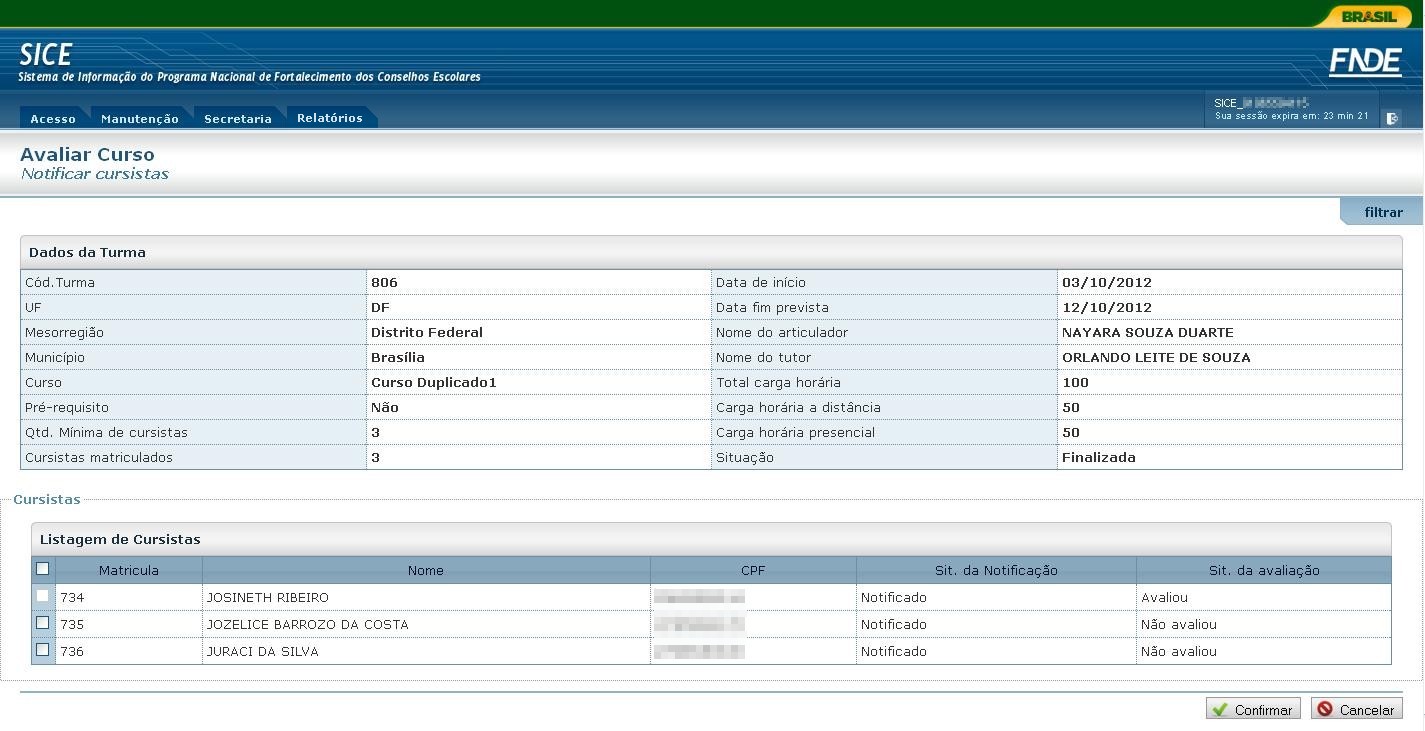 BRASIL
SICE
Sistema de Informação do Programa Nacional de Fortalecimento dos Conselhos Escolares
FNDE
Acesso Manutenção Secretaria Relatórios
SICE_
Sua sessão expira em: 23 min 21
Avaliar Curso
Notificar cursistas
filtrar
Dados da Turma
Cód.Turma 806 Data de início 03/10/2012
UF DF Data fim prevista 12/10/2012
Mesorregião Distrito Federal Nome do articulador NAYARA SOUZA DUARTE
Município Brasília Nome do tutor ORLANDO LEITE DE SOUZA
Curso Curso Duplicado1 Total carga horária 100
Pré-requisito Não Carga horária a distância 50
Qtd. Mínima de cursistas 3 Carga horária presencial 50
Cursistas matriculados 3 Situação Finalizada
Cursistas
Listagem de Cursistas
Matricula Nome CPF Sit. da Notificação Sit. da avaliação
734 JOSINETH RIBEIRO Notificado Avaliou
735 JOZELICE BARROZO DA COSTA Notificado Não avaliou
736 JURACI DA SILVA Notificado Não avaliou
Confirmar Cancelar